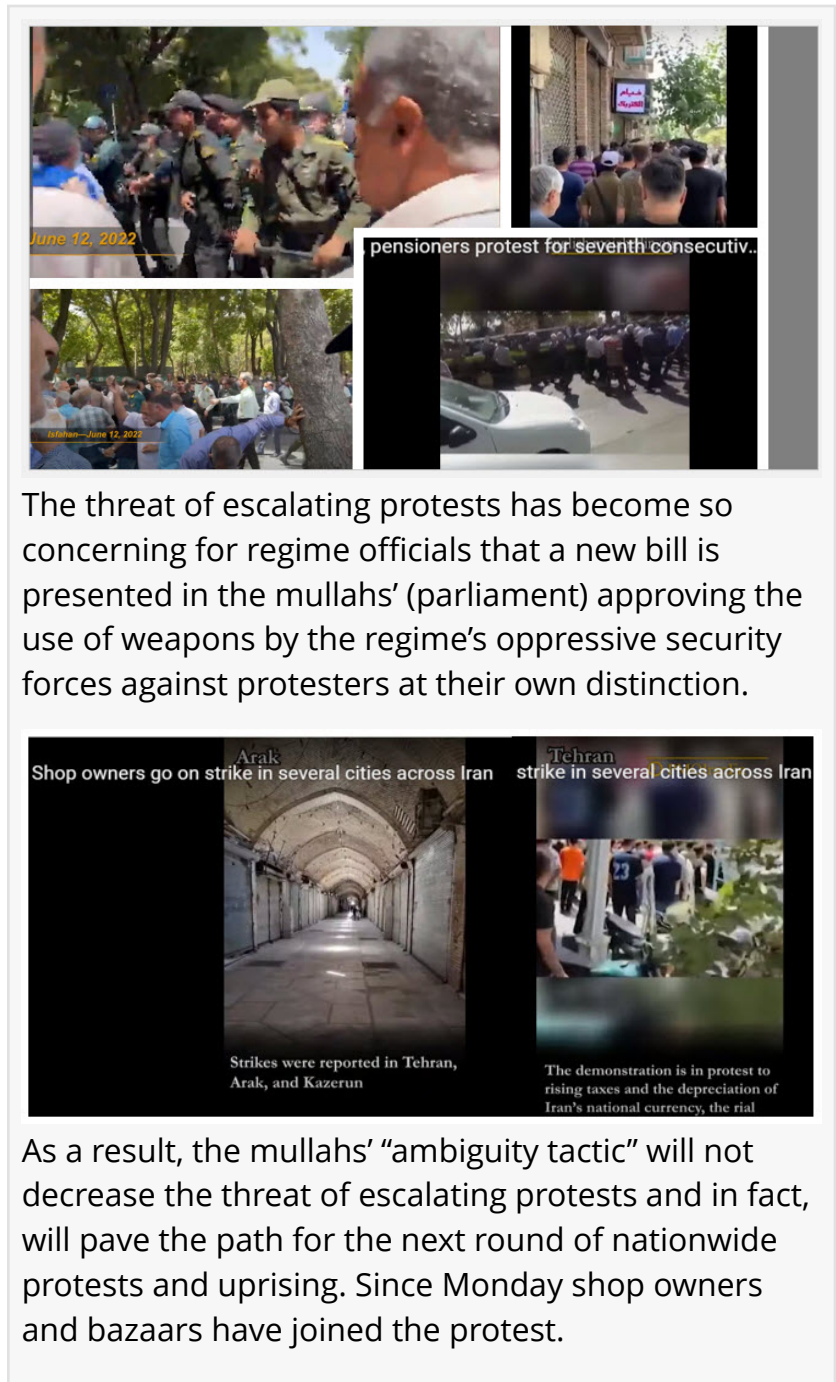 June 12, 2022
خیام
الکتریک
pensioners protest for seventh consecutiv...
Isfahan—June 12, 2022
The threat of escalating protests has become so
concerning for regime officials that a new bill is
presented in the mullahs’ (parliament) approving the
use of weapons by the regime’s oppressive security
forces against protesters at their own distinction.
Arak
Shop owners go on strike in several cities across Iran
Strikes were reported in Tehran,
Arak, and Kazerun
Tehran
strike in several cities across Iran
23
The demonstration is in protest to
rising taxes and the depreciation of
Iran’s national currency, the rial
As a result, the mullahs’ “ambiguity tactic” will not
decrease the threat of escalating protests and in fact,
will pave the path for the next round of nationwide
protests and uprising. Since Monday shop owners
and bazaars have joined the protest.